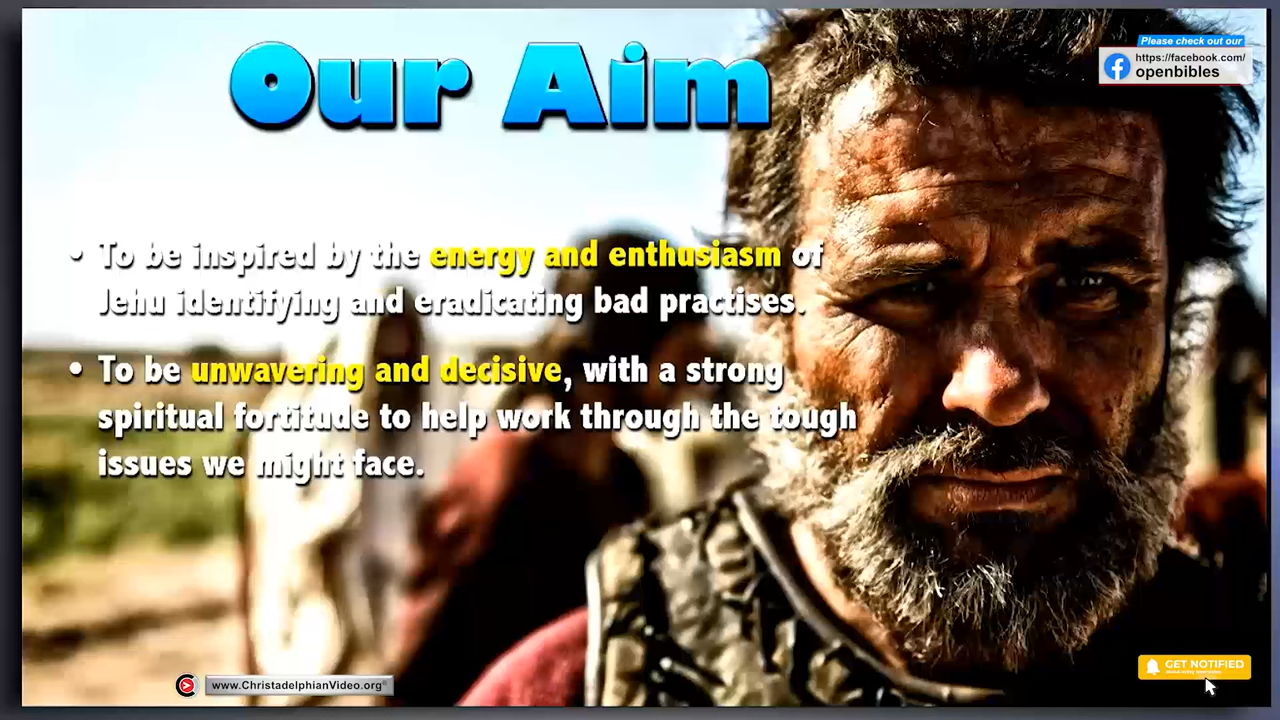 Our Aim
Please check out our
https://facebook.com/
openbibles
• To be inspired by the energy and enthusiasm of
Jehu identifying and eradicating bad practises.
• To be unwavering and decisive, with a strong
spiritual fortitude to help work through the tough
issues we might face.
www.ChristadelphianVideo.org
GET NOTIFIED